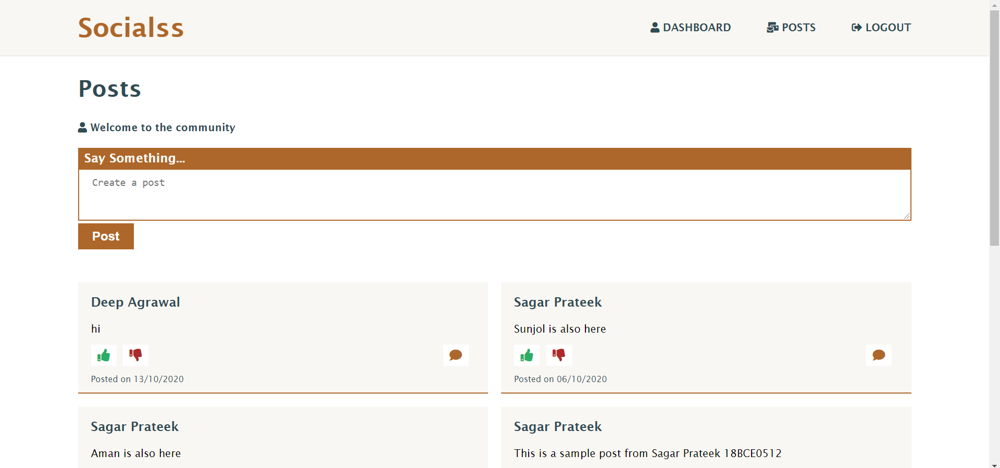 Socialss
DASHBOARD
POSTS
LOGOUT
Posts
Welcome to the community
Say Something...
Create a post
Post
Deep Agrawal
hi
Posted on 13/10/2020
Sagar Prateek
Sunjol is also here
Posted on 06/10/2020
Sagar Prateek
Aman is also here
Sagar Prateek
This is a sample post from Sagar Prateek 18BCE0512